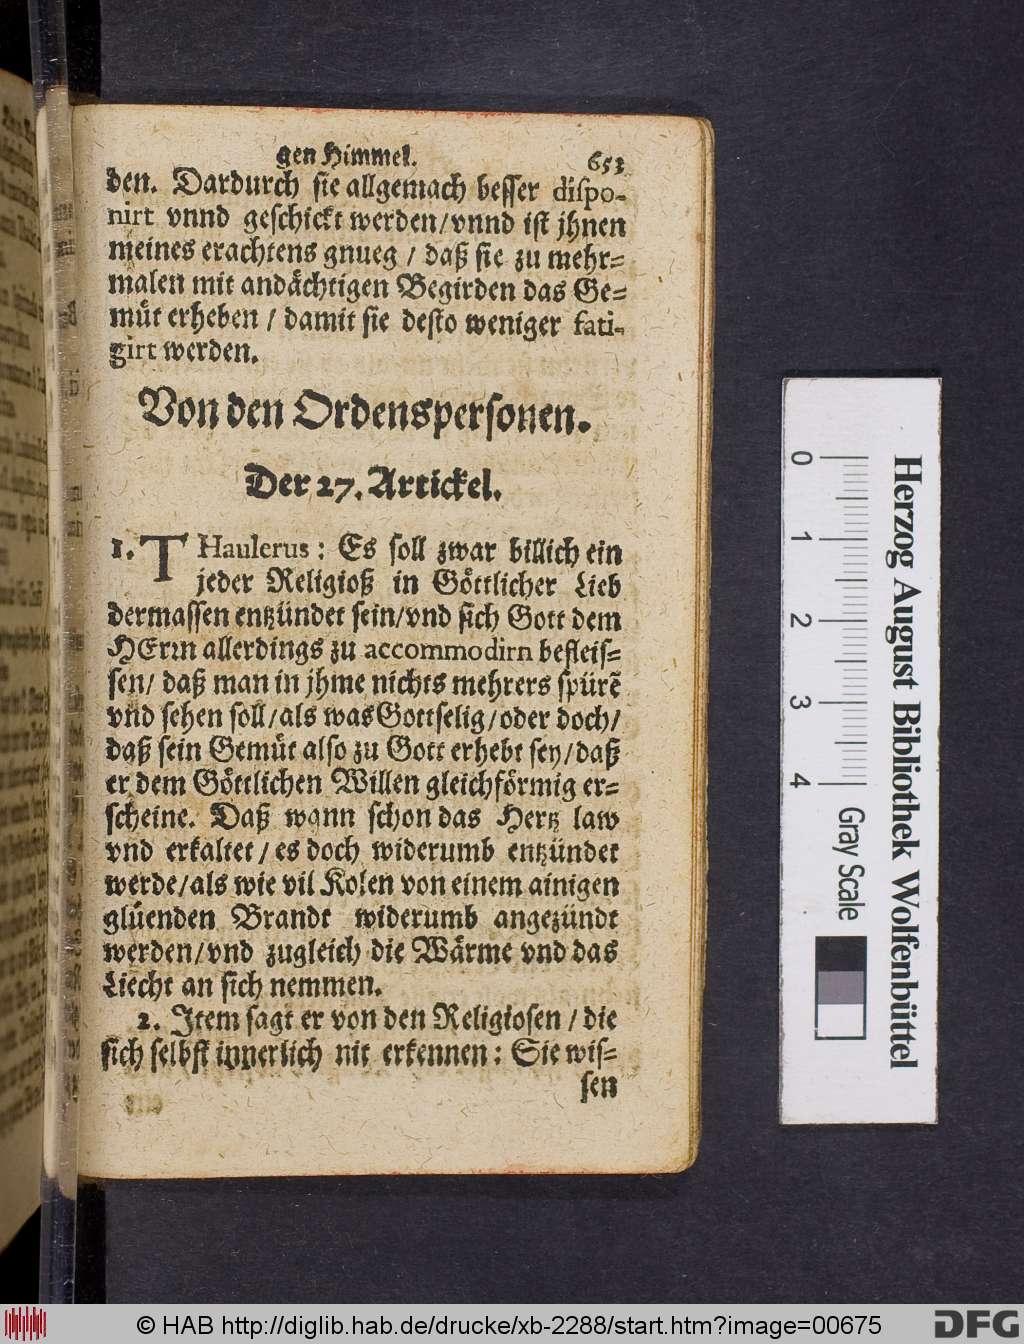 gen Himmel. 653
den. Dardurch sie allgemach besser dispo-
nirt vnnd geschickt werden/vnnd ist jhnen
meines erachtens gnueg / daß sie zu mehr-
malen mit andächtigen Begirden das Ge-
müt erheben / damit sie desto weniger fati-
girt werden.
Von den Ordenspersonen.
Der 27. Artickel.
1. THaulerus: Es soll zwar billich ein
jeder Religioß in Göttlicher Lieb
dermassen entzündet sein/vnd sich Gott dem
HErrn allerdings zu accommodirn befleis-
sen/ daß man in jhme nichts mehrers spürẽ
vnd sehen soll/als was Gottselig/oder doch/
daß sein Gemüt also zu Gott erhebt sey/daß
er dem Göttlichen Willen gleichförmig er-
scheine. Daß wann schon das Hertz law
vnd erkaltet / es doch widerumb entzündet
werde/als wie vil Kolen von einem ainigen
glüenden Brandt widerumb angezündt
werden/vnd zugleich die Wärme vnd das
Liecht an sich nemmen.
2. Jtem sagt er von den Religiosen / die
sich selbst innerlich nit erkennen: Sie wis-
sen
0 1 2 3 4
Gray Scale
Herzog August Bibliothek Wolfenbüttel
© HAB http://diglib.hab.de/drucke/xb-2288/start.htm?image=00675
DFG